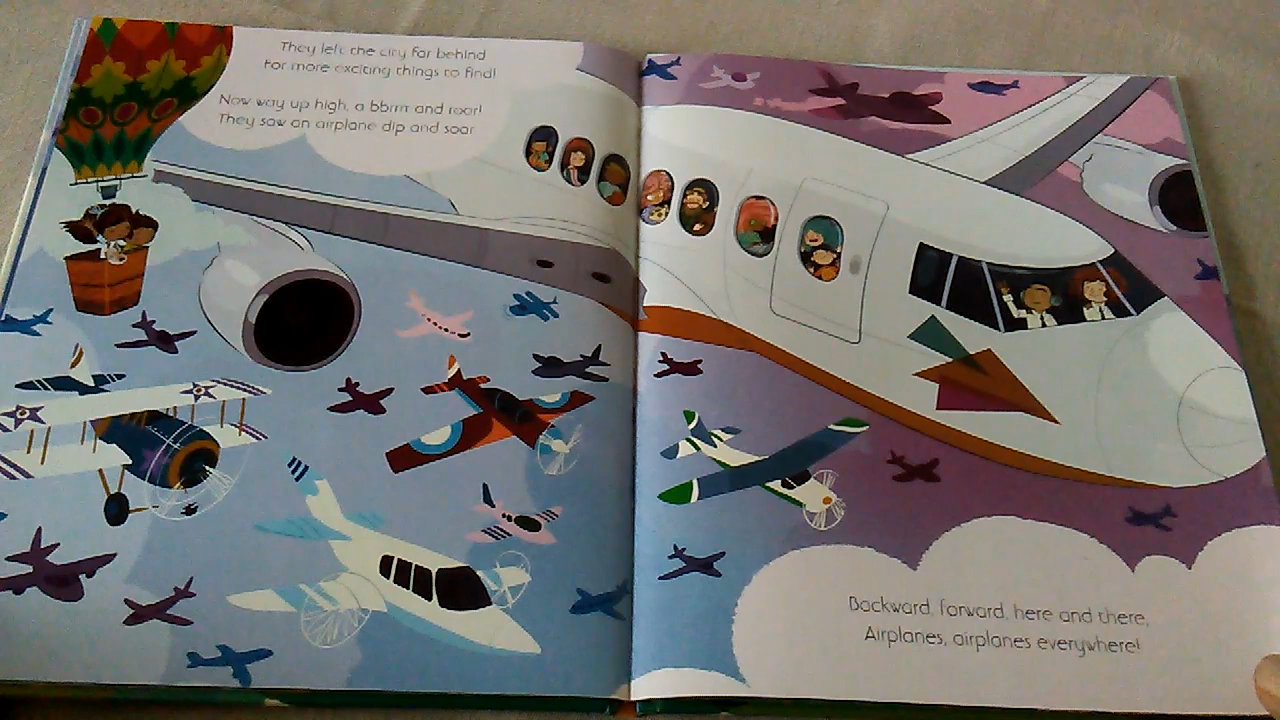 They left the city far behind
For more exciting things to find!
Now way up high, a bbrrrr and roar!
They saw an airplane dip and soar
Backward, forward, here and there,
Airplanes, airplanes everywhere!